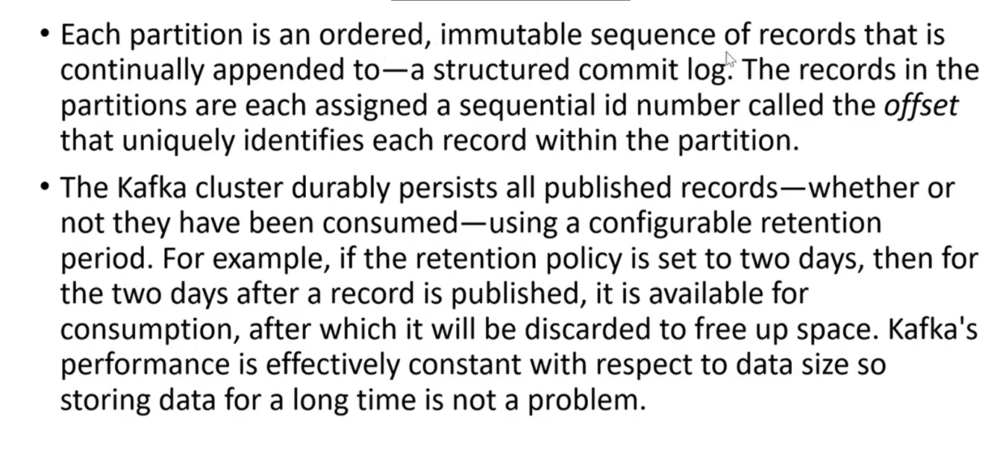 • Each partition is an ordered, immutable sequence of records that is
continually appended to—a structured commit log. The records in the
partitions are each assigned a sequential id number called the offset
that uniquely identifies each record within the partition.
• The Kafka cluster durably persists all published records—whether or
not they have been consumed—using a configurable retention
period. For example, if the retention policy is set to two days, then for
the two days after a record is published, it is available for
consumption, after which it will be discarded to free up space. Kafka's
performance is effectively constant with respect to data size so
storing data for a long time is not a problem.